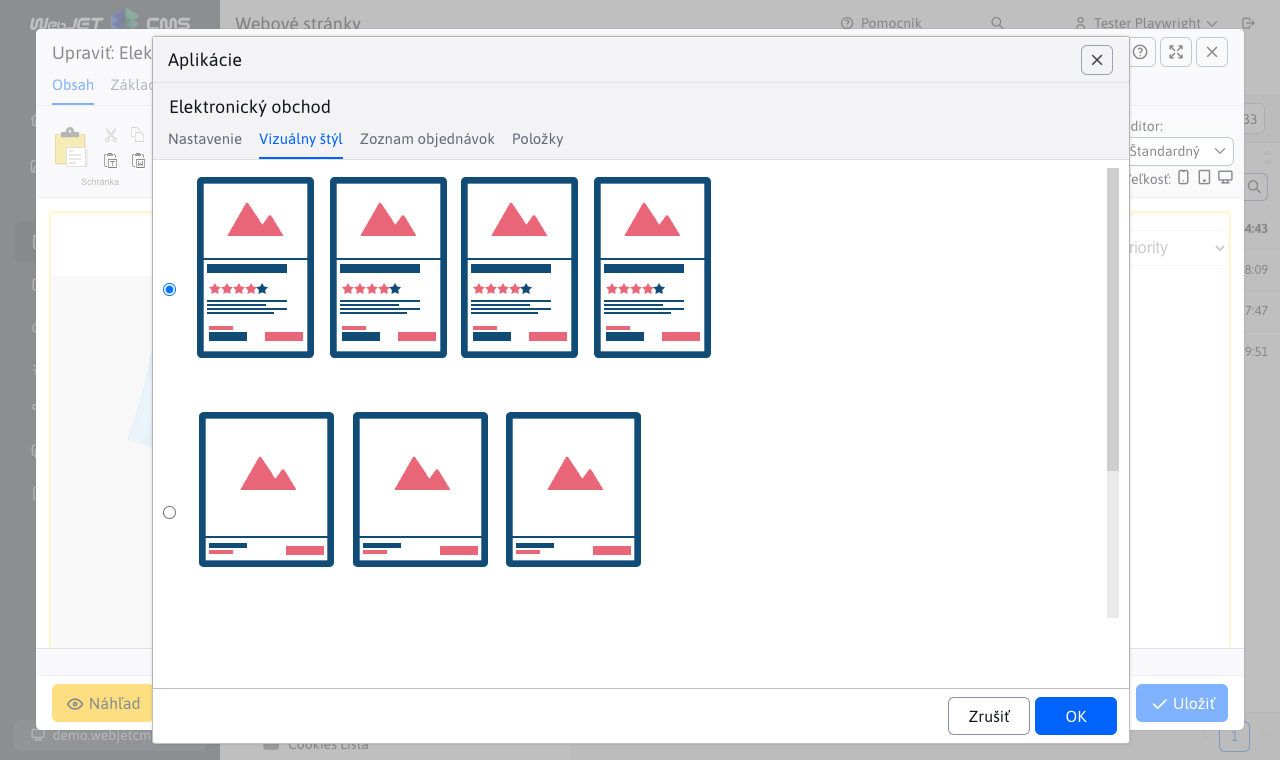 WebJET CMS
Webové stránky
Pomocník
Tester Playwright
Upraviť: Elek
Obsah
Základ
Aplikácie
Elektronický obchod
Nastavenie
Vizuálny štýl
Zoznam objednávok
Položky
Schránka
ditor:
Štandardný
eľkosť:
riority
33
4:43
8:09
7:47
9:51
Náhľad
Zrušiť
OK
Uložiť
demo.webjetcm
Cookies Lišta
1